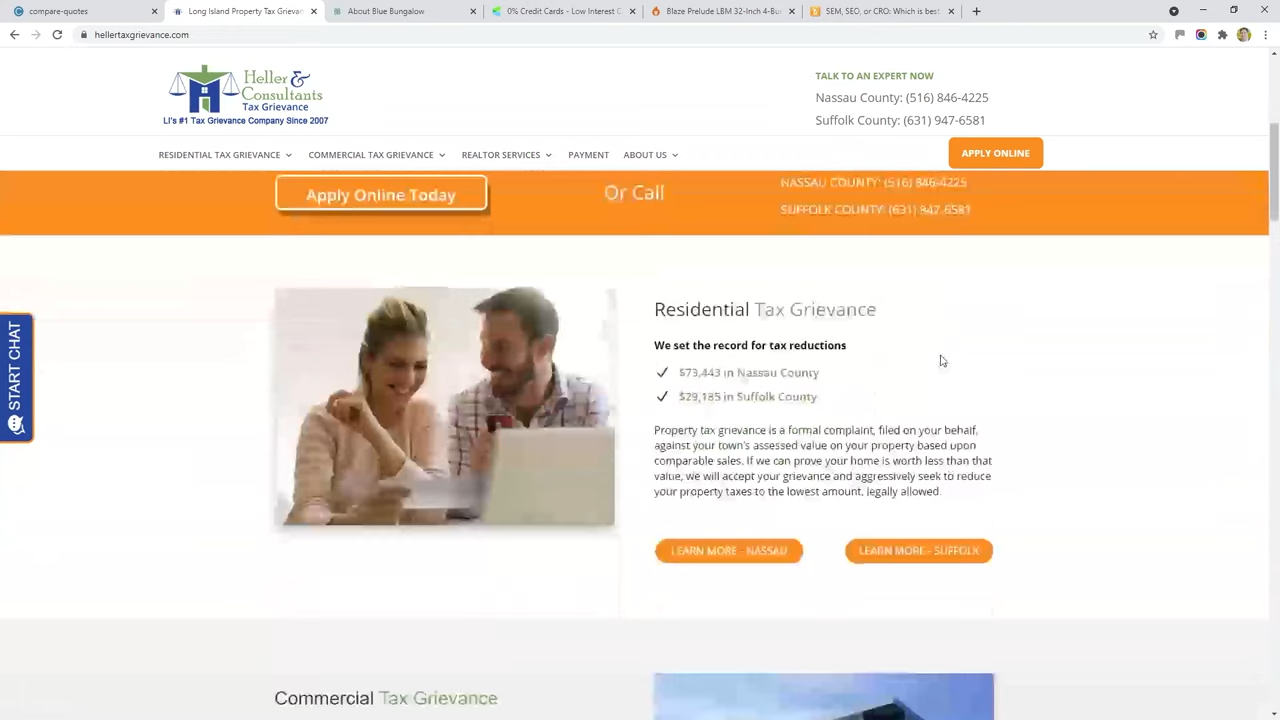 compare-quotes
Long Island Property Tax Grievan
About Blue Bungalow
0% Credit Cards - Low Interest C
Blaze Prelude LBM 32-Inch 4-Bu
SEM, SEO, or CRO: Which is best
hellertaxgrievance.com
Heller &
Consultants
Tax Grievance
LI's #1 Tax Grievance Company Since 2007
TALK TO AN EXPERT NOW
Nassau County: (516) 846-4225
Suffolk County: (631) 947-6581
RESIDENTIAL TAX GRIEVANCE
COMMERCIAL TAX GRIEVANCE
REALTOR SERVICES
PAYMENT
ABOUT US
APPLY ONLINE
Apply Online Today
Or Call
NASSAU COUNTY: (516) 846-4225
SUFFOLK COUNTY: (631) 947-6581
START CHAT
Residential Tax Grievance
We set the record for tax reductions
$73,443 in Nassau County
$29,185 in Suffolk County
Property tax grievance is a formal complaint, filed on your behalf,
against your town's assessed value on your property based upon
comparable sales. If we can prove your home is worth less than that
value, we will accept your grievance and aggressively seek to reduce
your property taxes to the lowest amount, legally allowed.
LEARN MORE - NASSAU
LEARN MORE - SUFFOLK
Commercial Tax Grievance